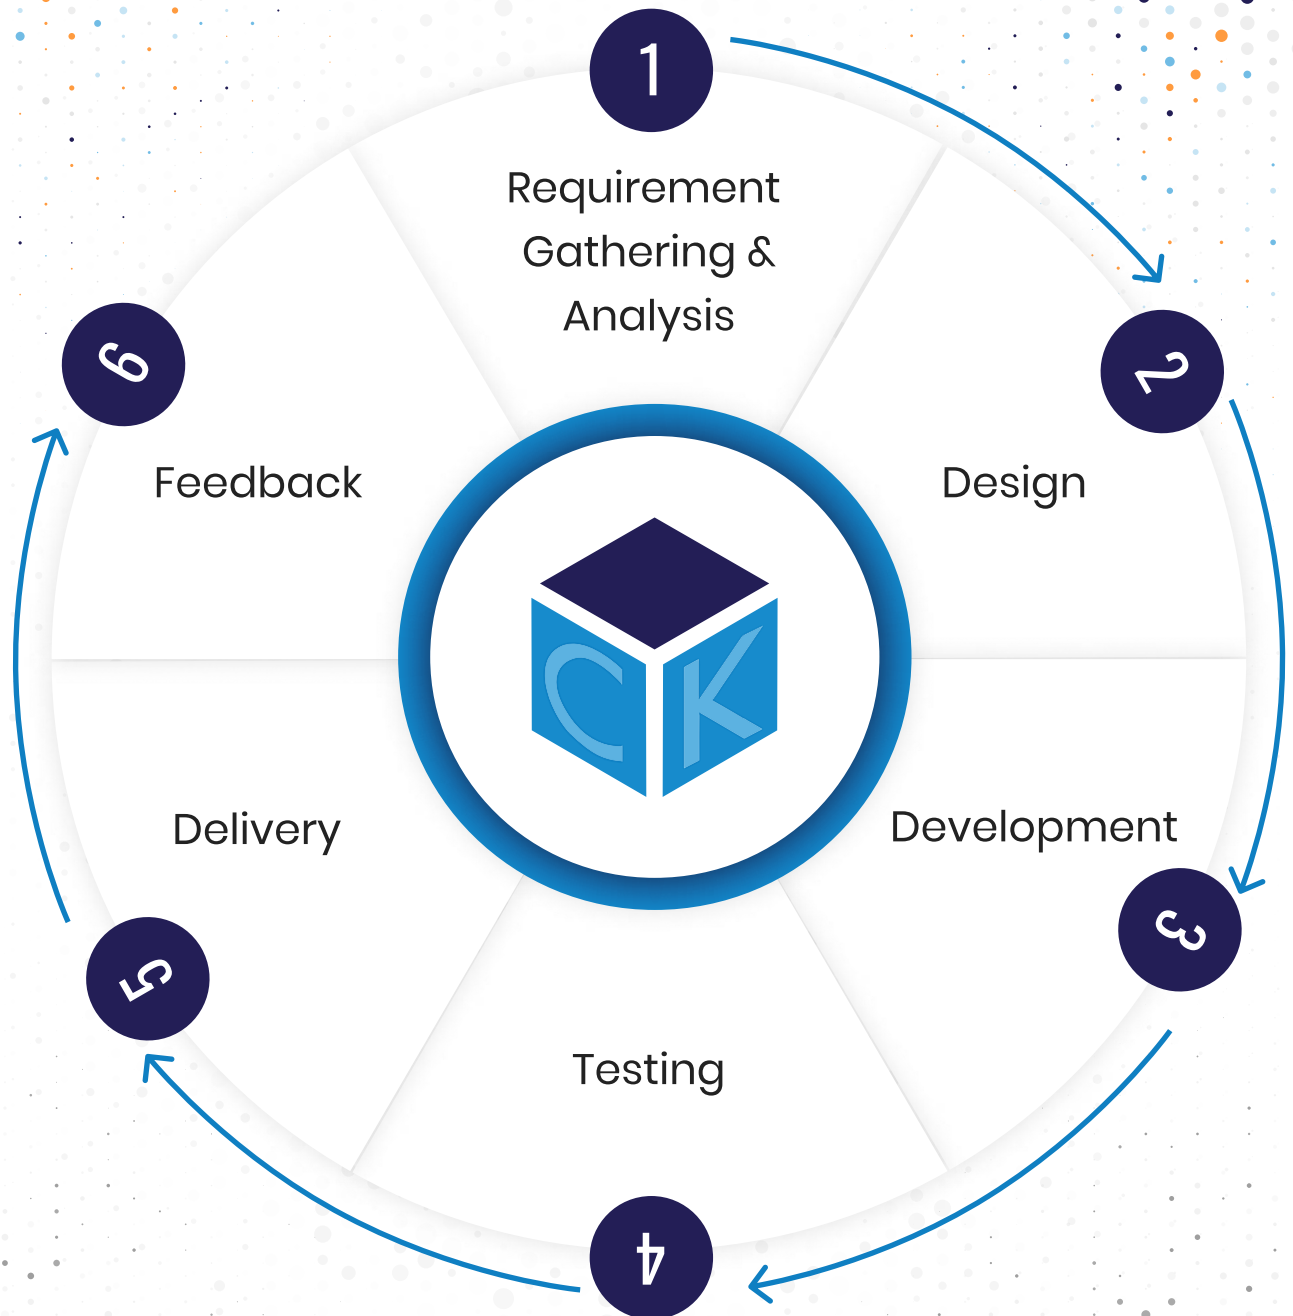 1
Requirement
Gathering &
Analysis
2
Design
3
Development
4
Testing
5
Delivery
6
Feedback
CK